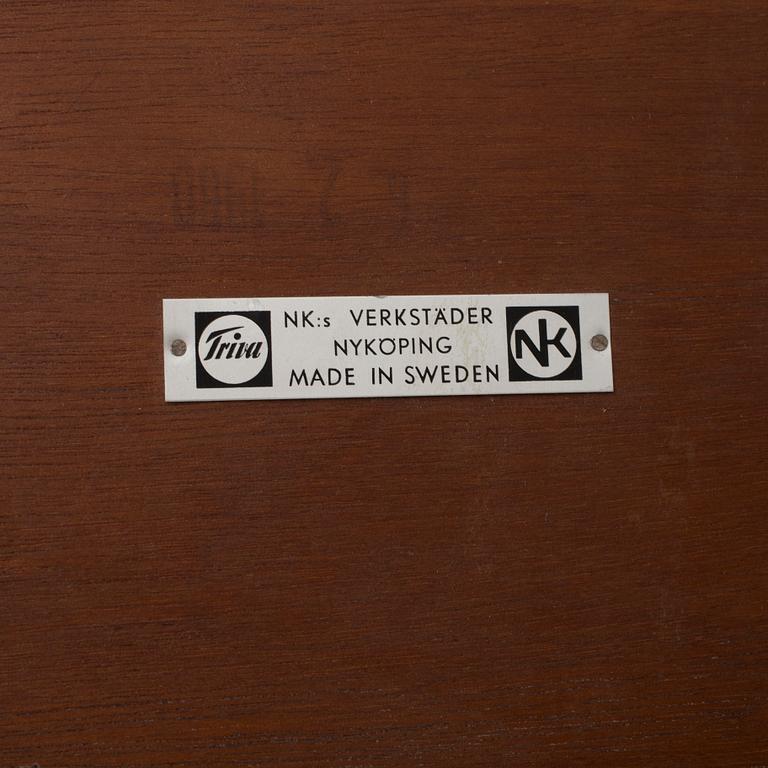 Triva
NK:s VERKSTÄDER
NYKÖPING
MADE IN SWEDEN
NK